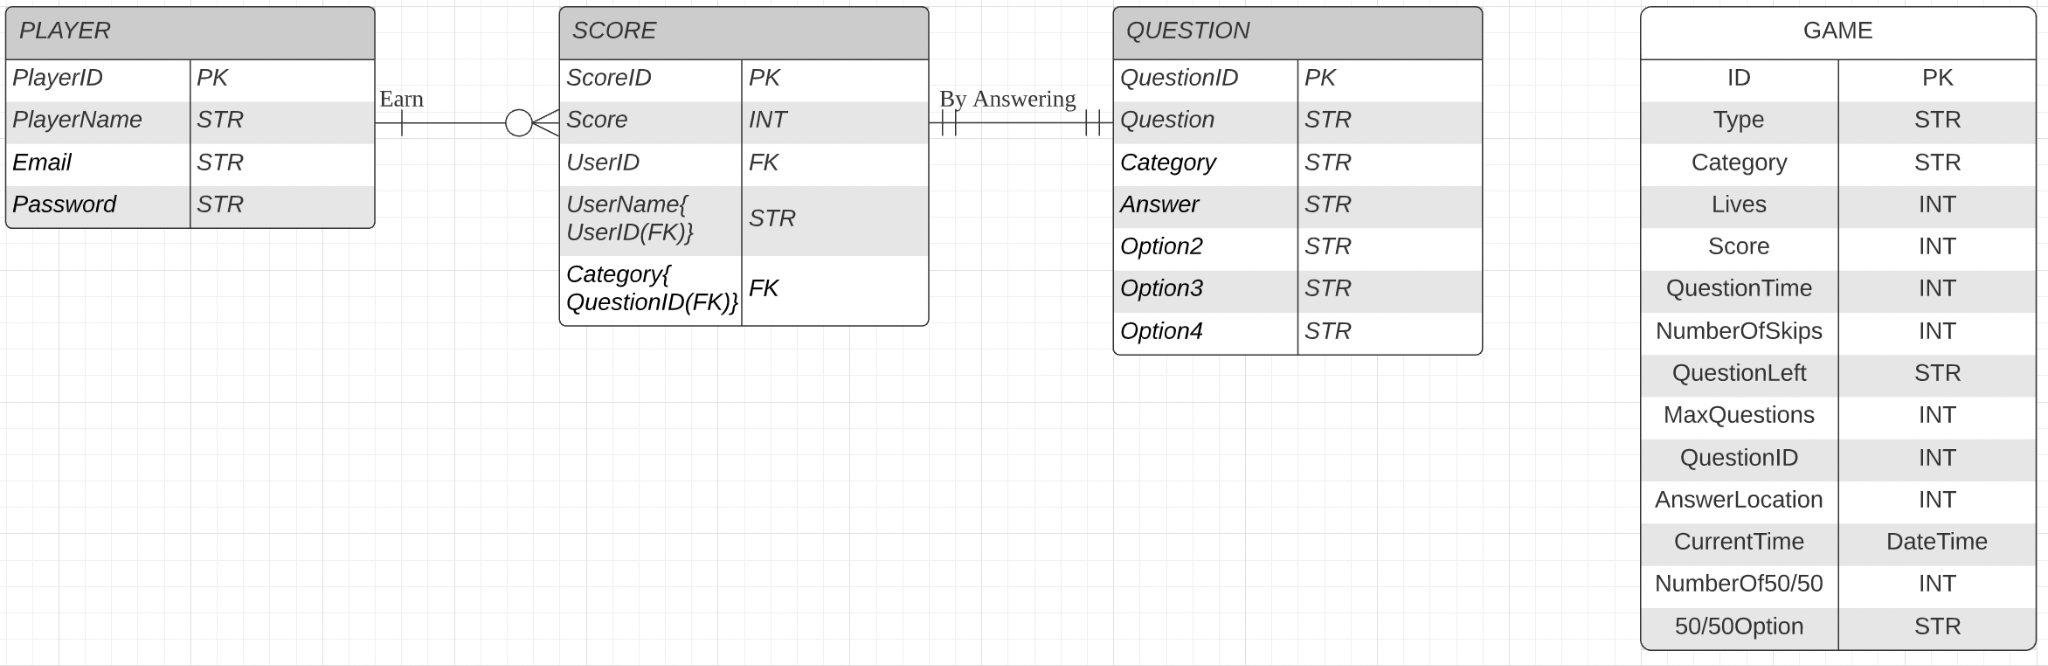 PLAYER
PlayerID PK
PlayerName STR
Email STR
Password STR
Earn
SCORE
ScoreID PK
Score INT
UserID FK
UserName{
UserID(FK)} STR
Category{
QuestionID(FK)} FK
By Answering
QUESTION
QuestionID PK
Question STR
Category STR
Answer STR
Option2 STR
Option3 STR
Option4 STR
GAME
ID PK
Type STR
Category STR
Lives INT
Score INT
QuestionTime INT
NumberOfSkips INT
QuestionLeft STR
MaxQuestions INT
QuestionID INT
AnswerLocation INT
CurrentTime DateTime
NumberOf50/50 INT
50/50Option STR